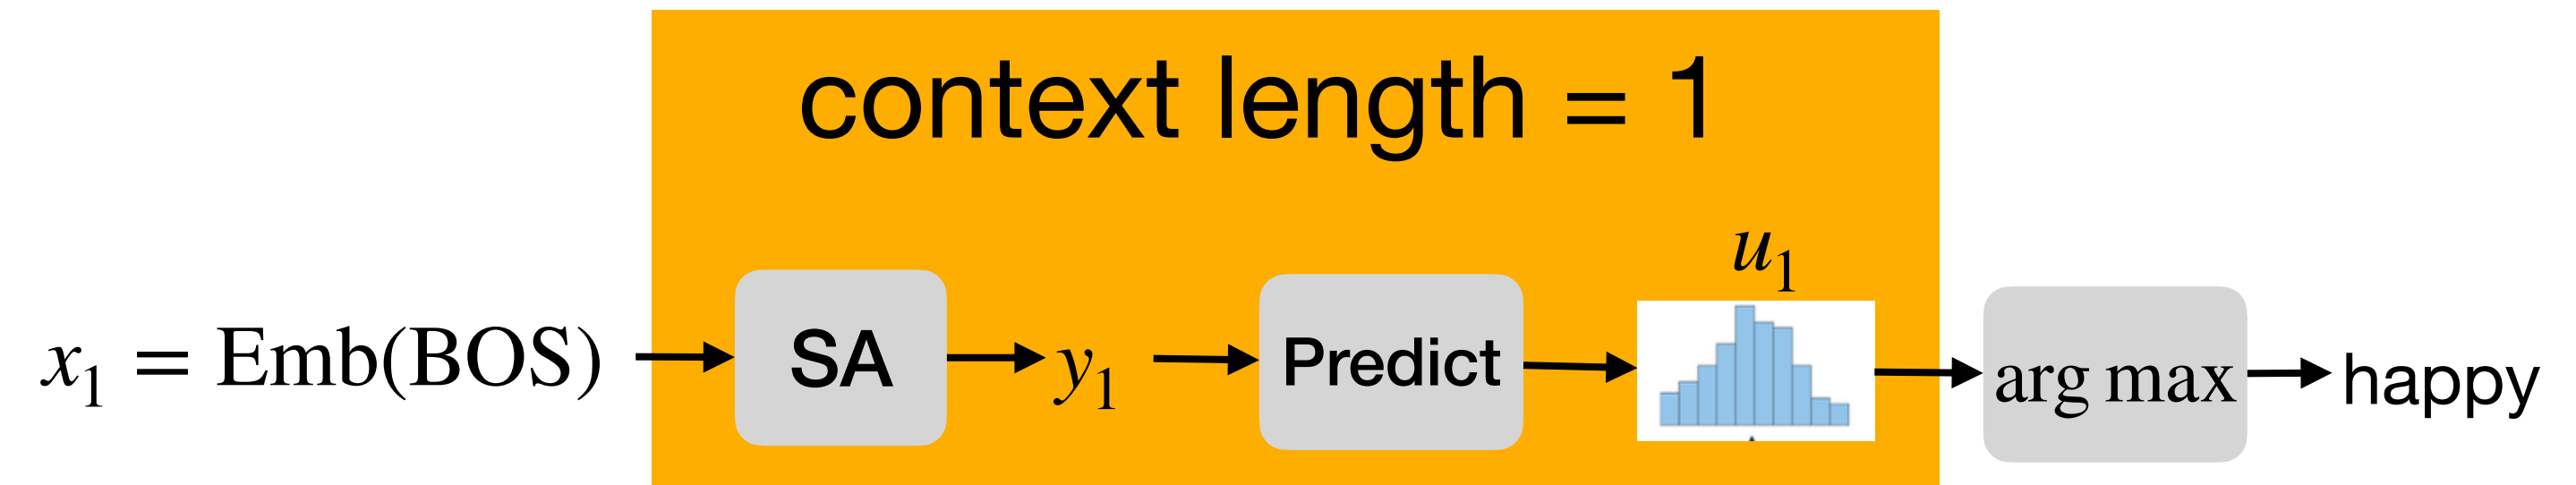 context length = 1
u₁
x₁ = Emb(BOS)
SA
y₁
Predict
arg max
happy